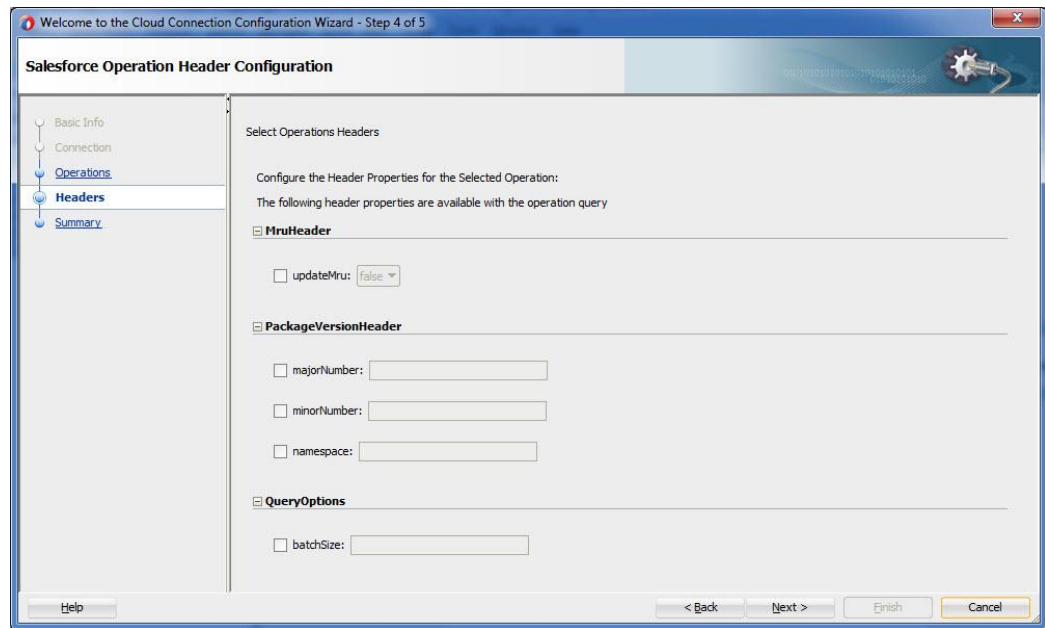 Welcome to the Cloud Connection Configuration Wizard - Step 4 of 5
Salesforce Operation Header Configuration
Basic Info
Connection
Operations
Headers
Summary
Select Operations Headers
Configure the Header Properties for the Selected Operation:
The following header properties are available with the operation query
MruHeader
updateMru: false
PackageVersionHeader
majorNumber:
minorNumber:
namespace:
QueryOptions
batchSize:
Help
< Back Next > Finish Cancel